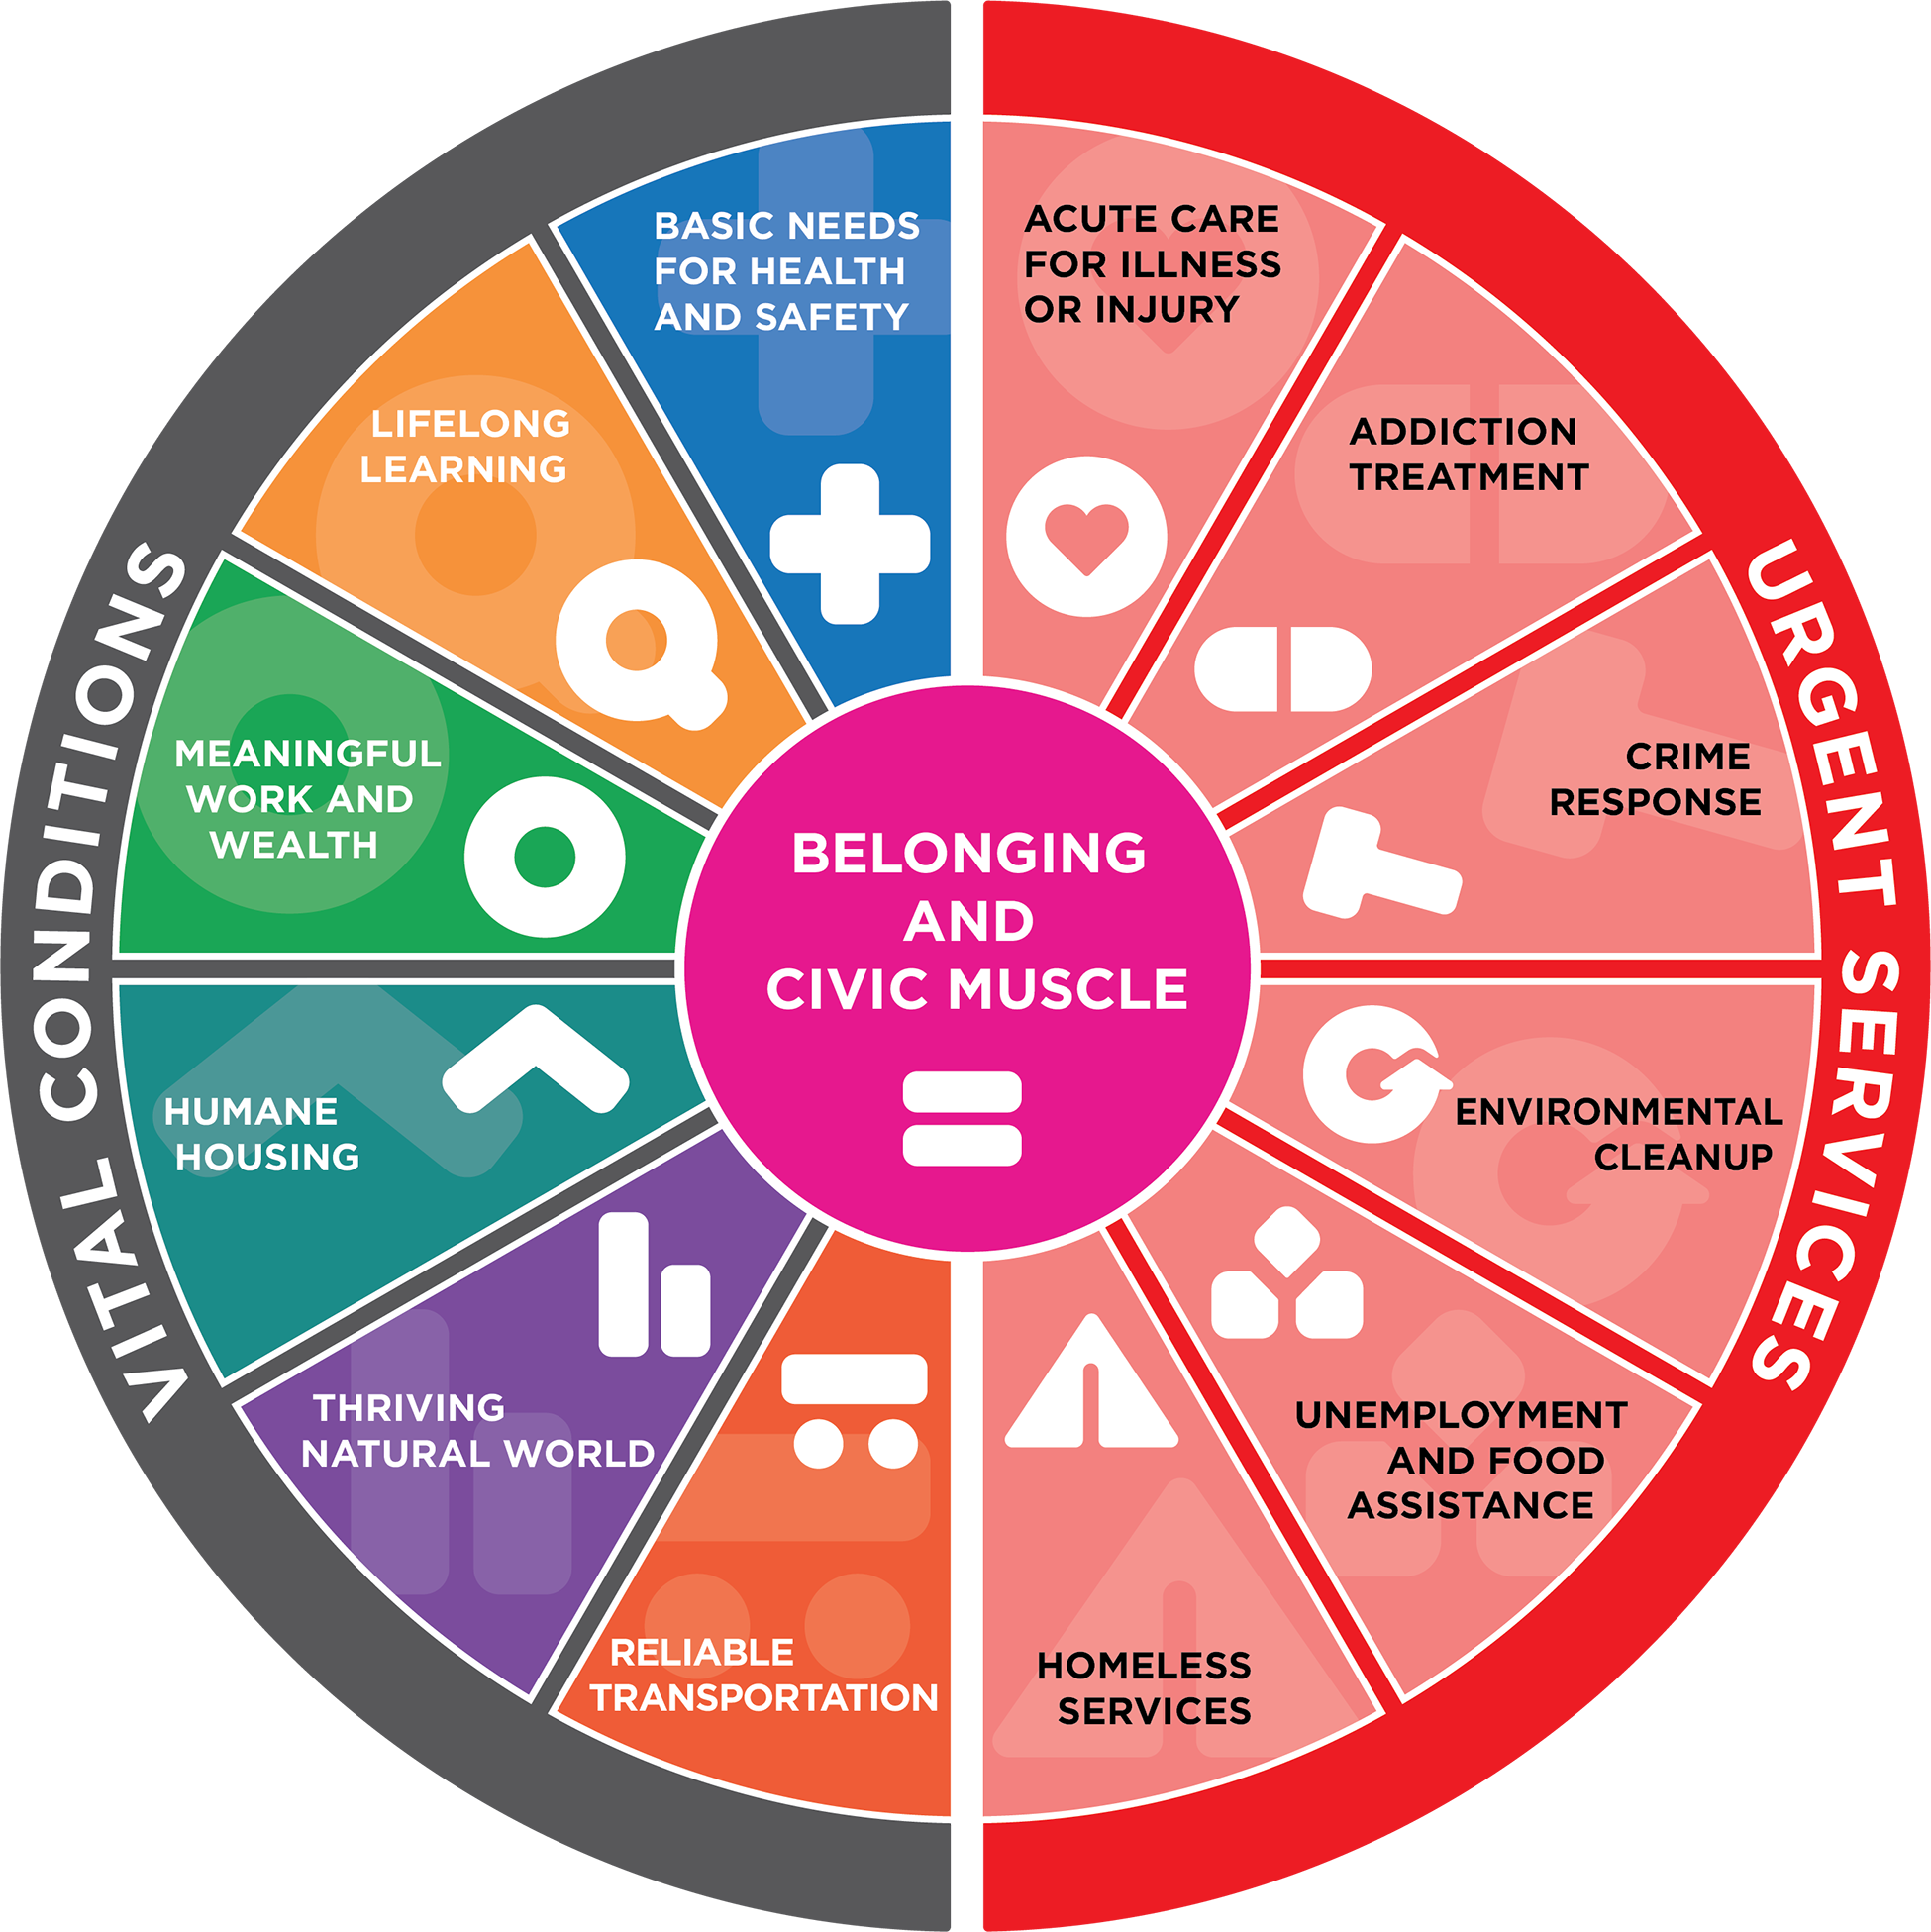 VITAL CONDITIONS
BASIC NEEDS
FOR HEALTH
AND SAFETY
LIFELONG
LEARNING
MEANINGFUL
WORK AND
WEALTH
HUMANE
HOUSING
THRIVING
NATURAL WORLD
RELIABLE
TRANSPORTATION
BELONGING
AND
CIVIC MUSCLE
URGENT SERVICES
ACUTE CARE
FOR ILLNESS
OR INJURY
ADDICTION
TREATMENT
CRIME
RESPONSE
ENVIRONMENTAL
CLEANUP
UNEMPLOYMENT
AND FOOD
ASSISTANCE
HOMELESS
SERVICES